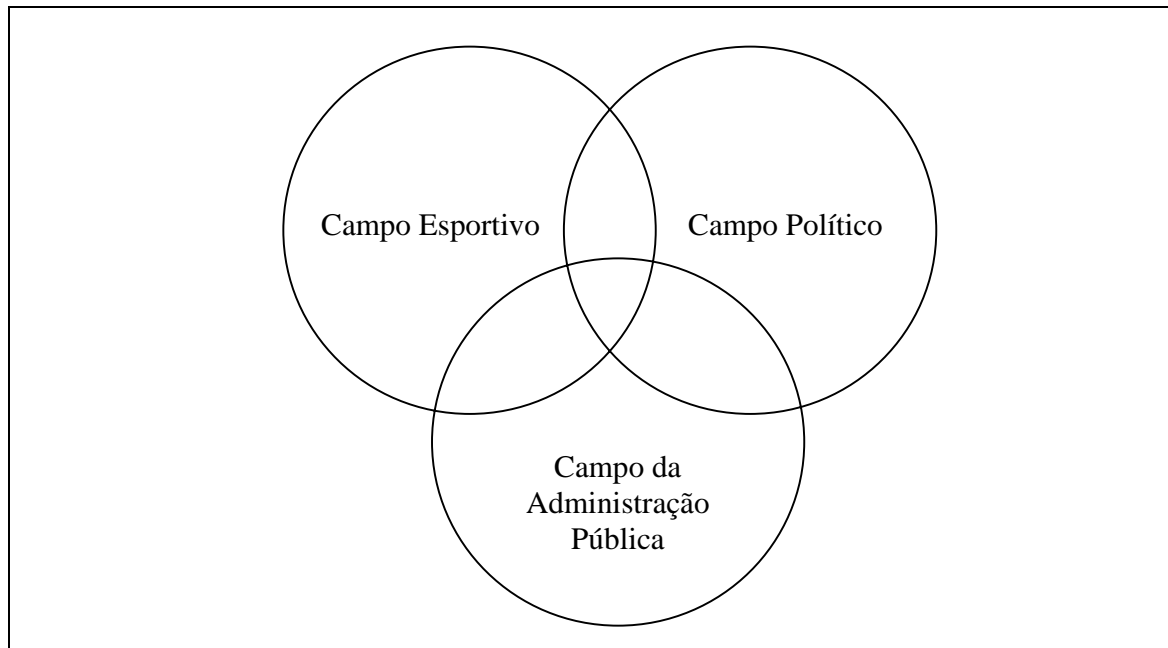 Campo Esportivo
Campo Político
Campo da
Administração
Pública